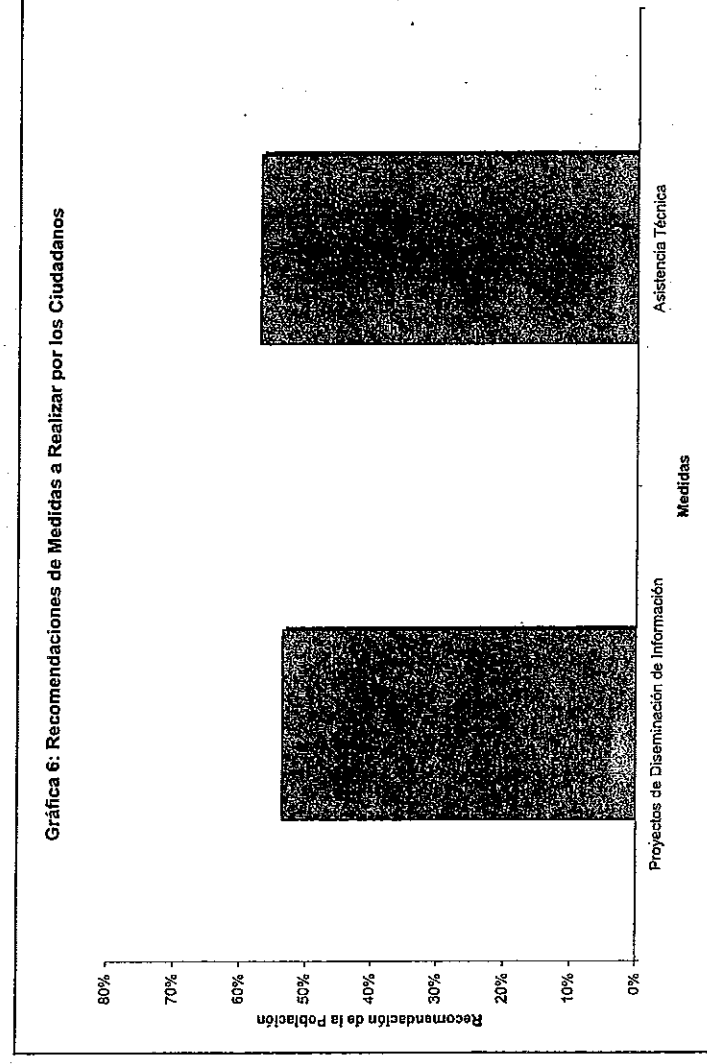 Gráfica 6: Recomendaciones de Medidas a Realizar por los Ciudadanos
Recomendación de la Población
80%
70%
60%
50%
40%
30%
20%
10%
0%
Proyectos de Diseminación de Información
Asistencia Técnica
Medidas